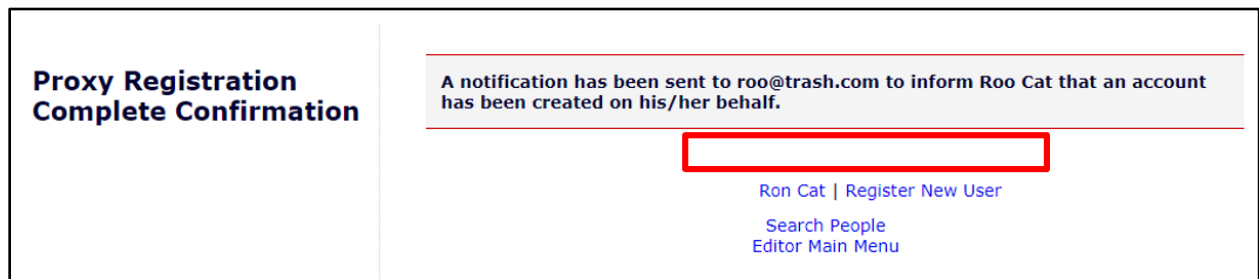 Proxy Registration
Complete Confirmation
A notification has been sent to roo@trash.com to inform Roo Cat that an account
has been created on his/her behalf.
Ron Cat | Register New User
Search People
Editor Main Menu